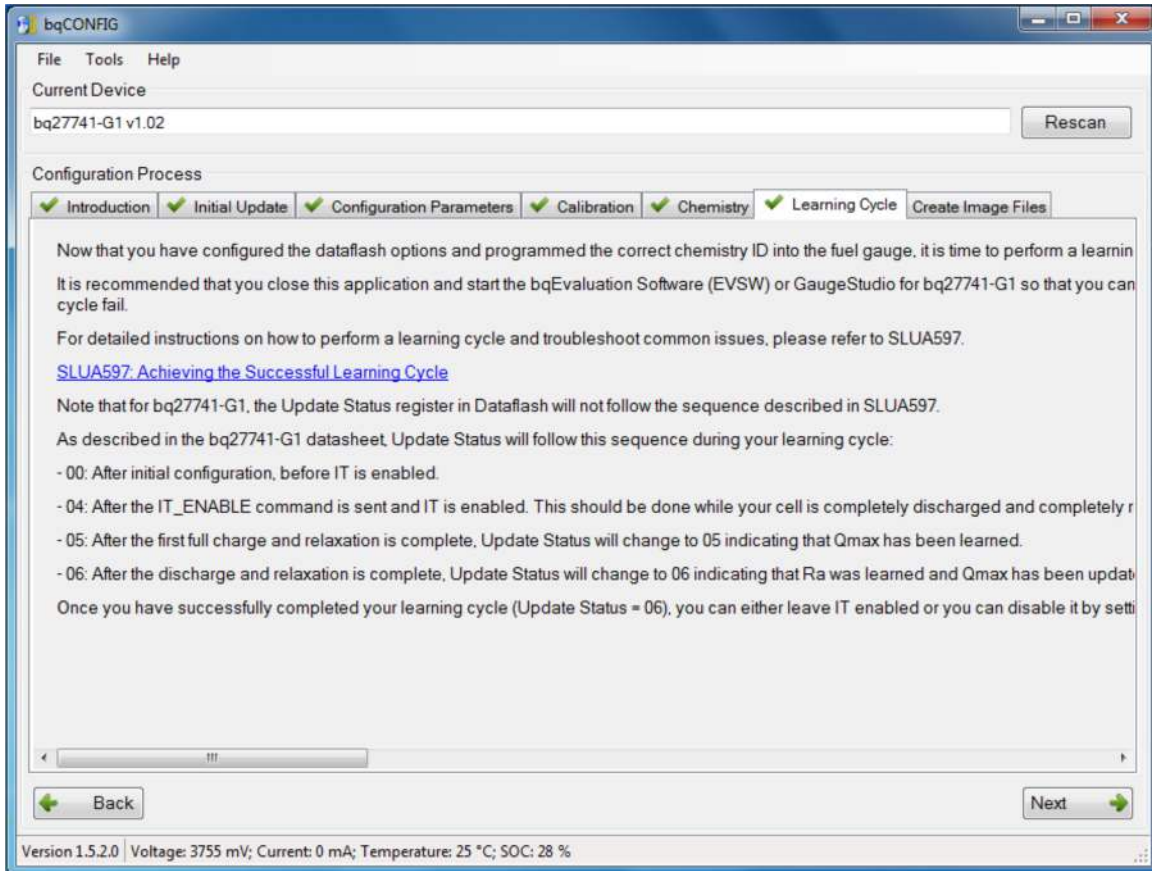 bqCONFIG
File Tools Help
Current Device
bq27741-G1 v1.02
Rescan
Configuration Process
Introduction Initial Update Configuration Parameters Calibration Chemistry Learning Cycle Create Image Files
Now that you have configured the dataflash options and programmed the correct chemistry ID into the fuel gauge, it is time to perform a learnin
It is recommended that you close this application and start the bqEvaluation Software (EVSW) or GaugeStudio for bq27741-G1 so that you can
cycle fail.
For detailed instructions on how to perform a learning cycle and troubleshoot common issues, please refer to SLUA597.
SLUA597: Achieving the Successful Learning Cycle
Note that for bq27741-G1, the Update Status register in Dataflash will not follow the sequence described in SLUA597.
As described in the bq27741-G1 datasheet, Update Status will follow this sequence during your learning cycle:
- 00: After initial configuration, before IT is enabled.
- 04: After the IT_ENABLE command is sent and IT is enabled. This should be done while your cell is completely discharged and completely r
- 05: After the first full charge and relaxation is complete, Update Status will change to 05 indicating that Qmax has been learned.
- 06: After the discharge and relaxation is complete, Update Status will change to 06 indicating that Ra was learned and Qmax has been updat
Once you have successfully completed your learning cycle (Update Status = 06), you can either leave IT enabled or you can disable it by setti
Back
Next
Version 1.5.2.0 Voltage: 3755 mV; Current: 0 mA; Temperature: 25 °C; SOC: 28 %